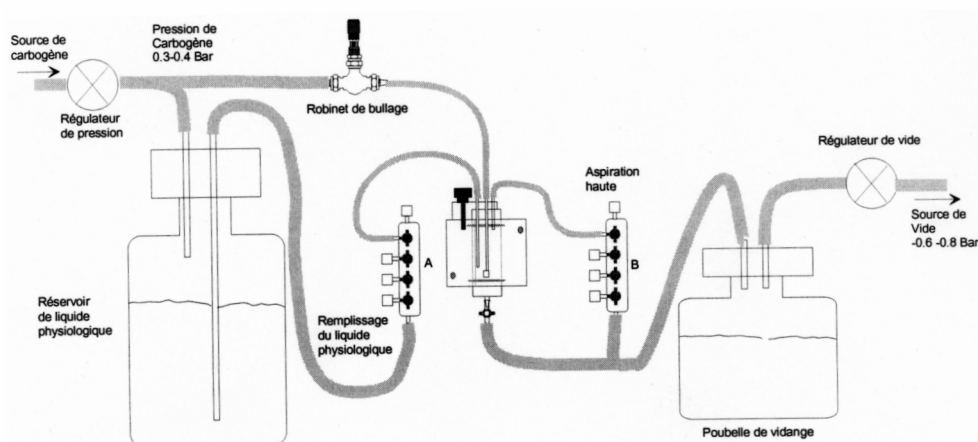 Source de
carbogène
Pression de
Carbogène
0.3-0.4 Bar
Régulateur
de pression
Robinet de bullage
Aspiration
haute
Régulateur de vide
Source de
Vide
-0.6 -0.8 Bar
A
B
Réservoir
de liquide
physiologique
Remplissage
du liquide
physiologique
Poubelle de vidange